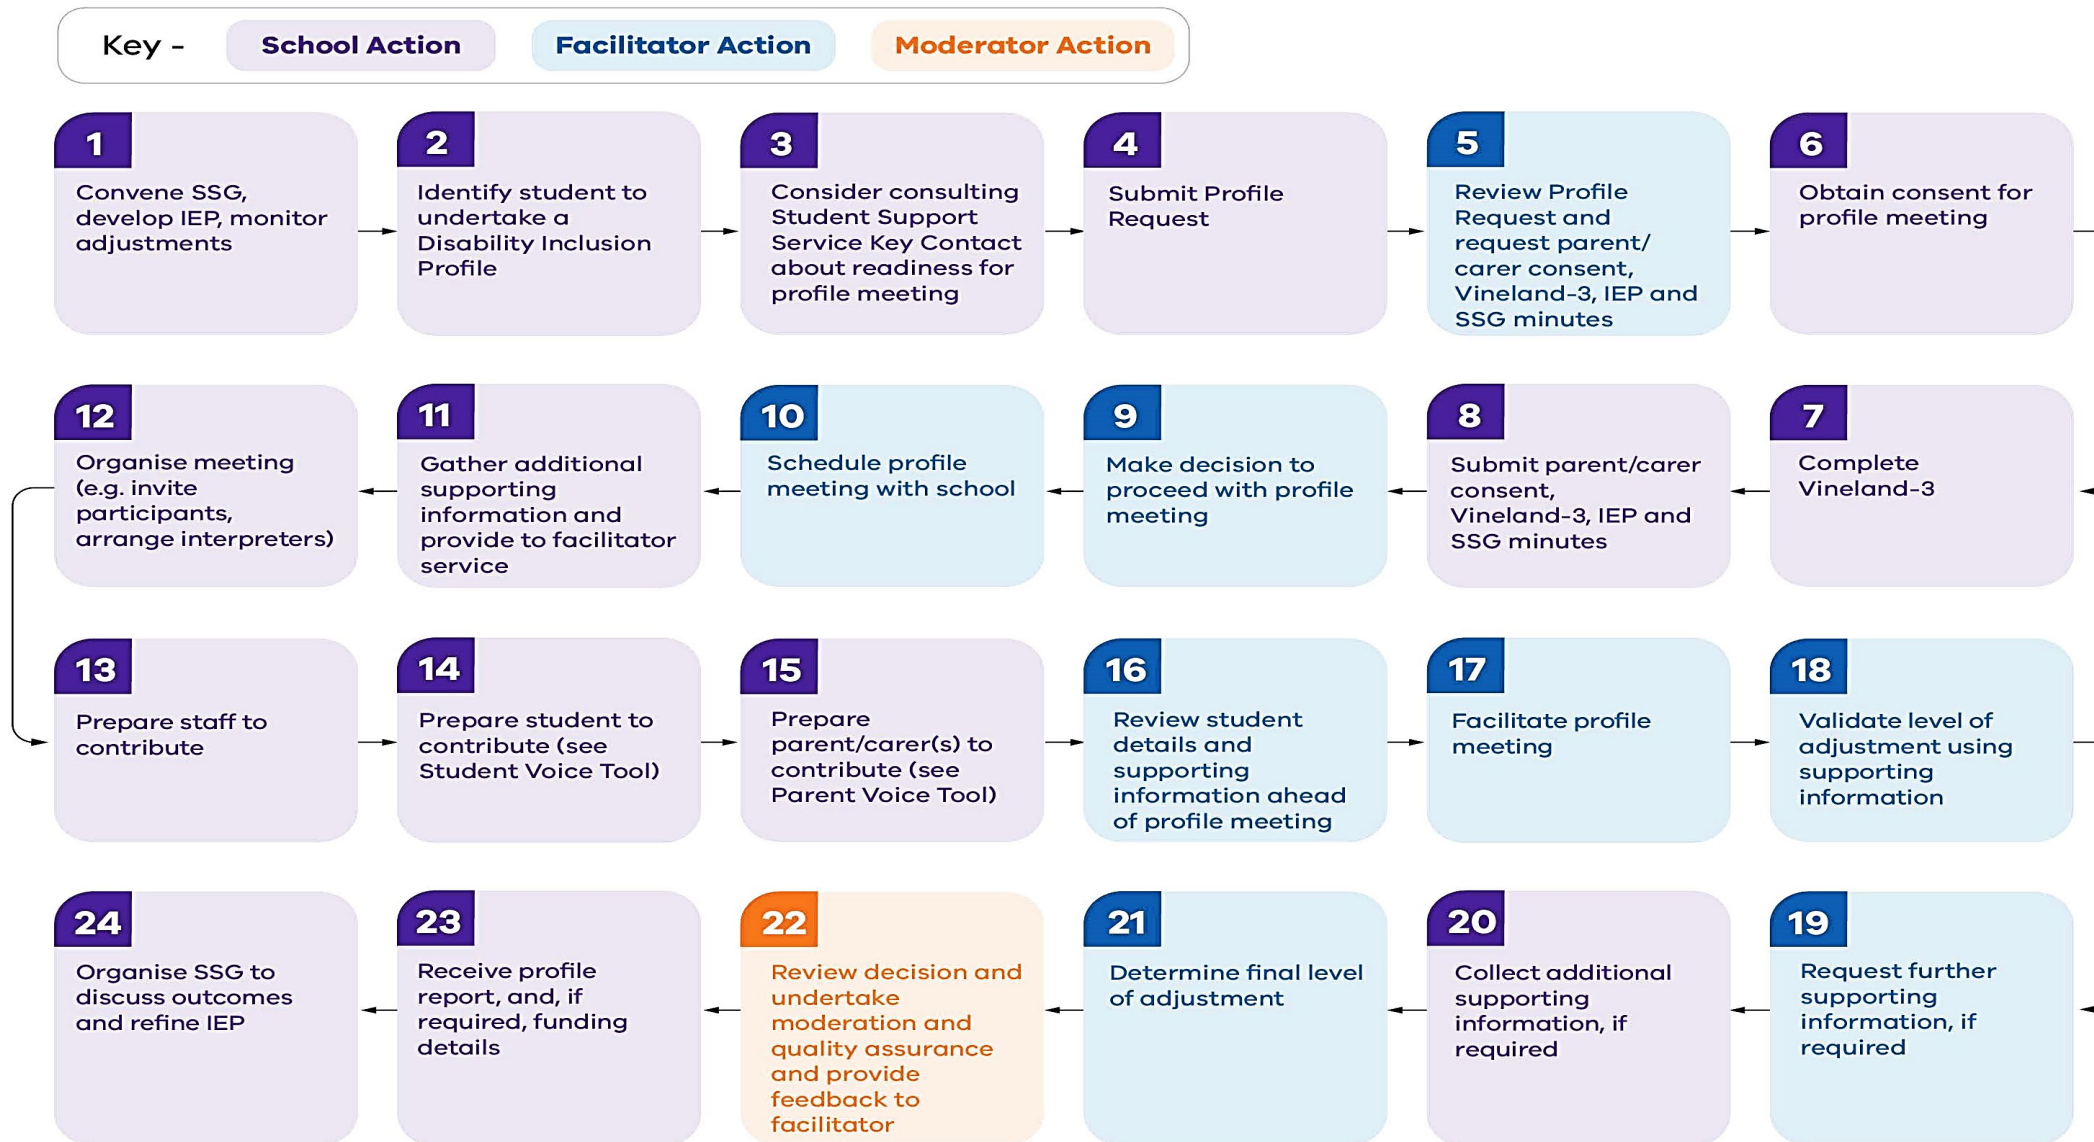 Key -
School Action
Facilitator Action
Moderator Action
1
Convene SSG,
develop IEP, monitor
adjustments
2
Identify student to
undertake a
Disability Inclusion
Profile
3
Consider consulting
Student Support
Service Key Contact
about readiness for
profile meeting
4
Submit Profile
Request
5
Review Profile
Request and
request parent/
carer consent,
Vineland-3, IEP and
SSG minutes
6
Obtain consent for
profile meeting
7
Complete
Vineland-3
8
Submit parent/carer
consent,
Vineland-3, IEP and
SSG minutes
9
Make decision to
proceed with profile
meeting
10
Schedule profile
meeting with school
11
Gather additional
supporting
information and
provide to facilitator
service
12
Organise meeting
(e.g. invite
participants,
arrange interpreters)
13
Prepare staff to
contribute
14
Prepare student to
contribute (see
Student Voice Tool)
15
Prepare
parent/carer(s) to
contribute (see
Parent Voice Tool)
16
Review student
details and
supporting
information ahead
of profile meeting
17
Facilitate profile
meeting
18
Validate level of
adjustment using
supporting
information
19
Request further
supporting
information, if
required
20
Collect additional
supporting
information, if
required
21
Determine final level
of adjustment
22
Review decision and
undertake
moderation and
quality assurance
and provide
feedback to
facilitator
23
Receive profile
report, and, if
required, funding
details
24
Organise SSG to
discuss outcomes
and refine IEP